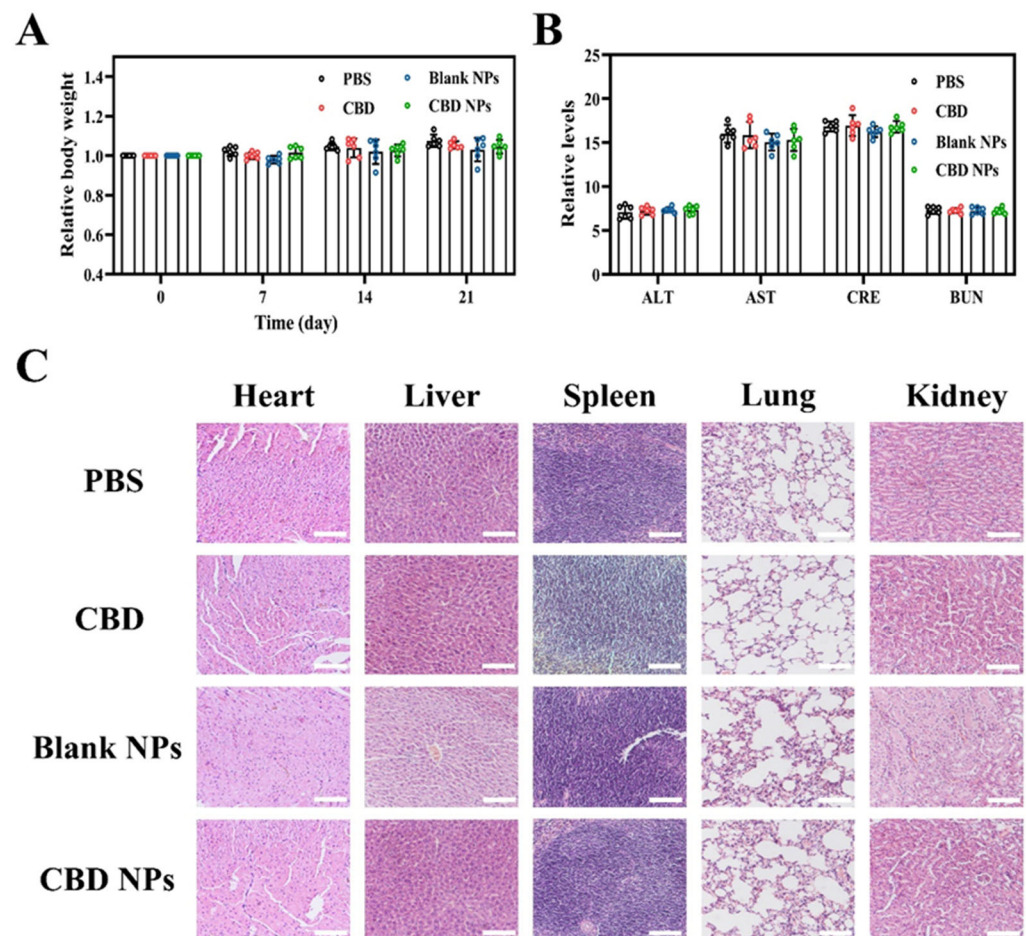 A
Relative body weight
1.4
1.2
1.0
0.8
0.6
0.4
PBS
Blank NPs
CBD
CBD NPs
0 7 14 21
Time (day)
B
Relative levels
25
20
15
10
5
0
PBS
CBD
Blank NPs
CBD NPs
ALT AST CRE BUN
C
Heart Liver Spleen Lung Kidney
PBS
CBD
Blank NPs
CBD NPs